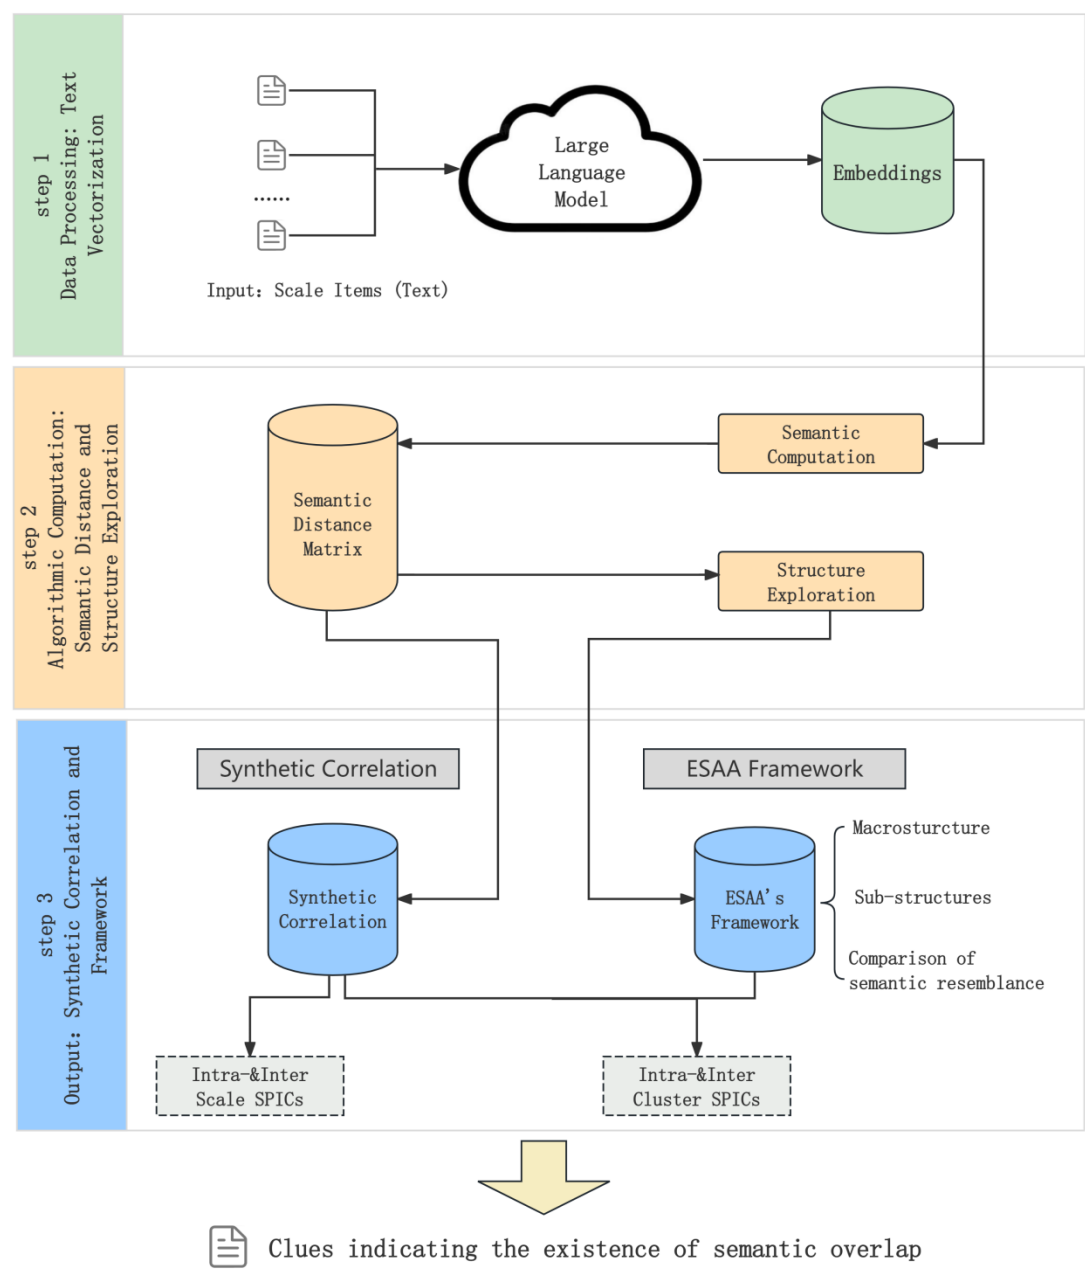 step 1
Data Processing: Text
Vectorization
Large
Language
Model
Embeddings
......
Input: Scale Items (Text)
step 2
Algorithmic Computation:
Semantic Distance and
Structure Exploration
Semantic
Computation
Semantic
Distance
Matrix
Structure
Exploration
step 3
Output: Synthetic Correlation and
Framework
Synthetic Correlation
ESAA Framework
Synthetic
Correlation
ESAA's
Framework
Macrosturcture
Sub-structures
Comparison of
semantic resemblance
Intra-&Inter
Scale SPICs
Intra-&Inter
Cluster SPICs
Clues indicating the existence of semantic overlap